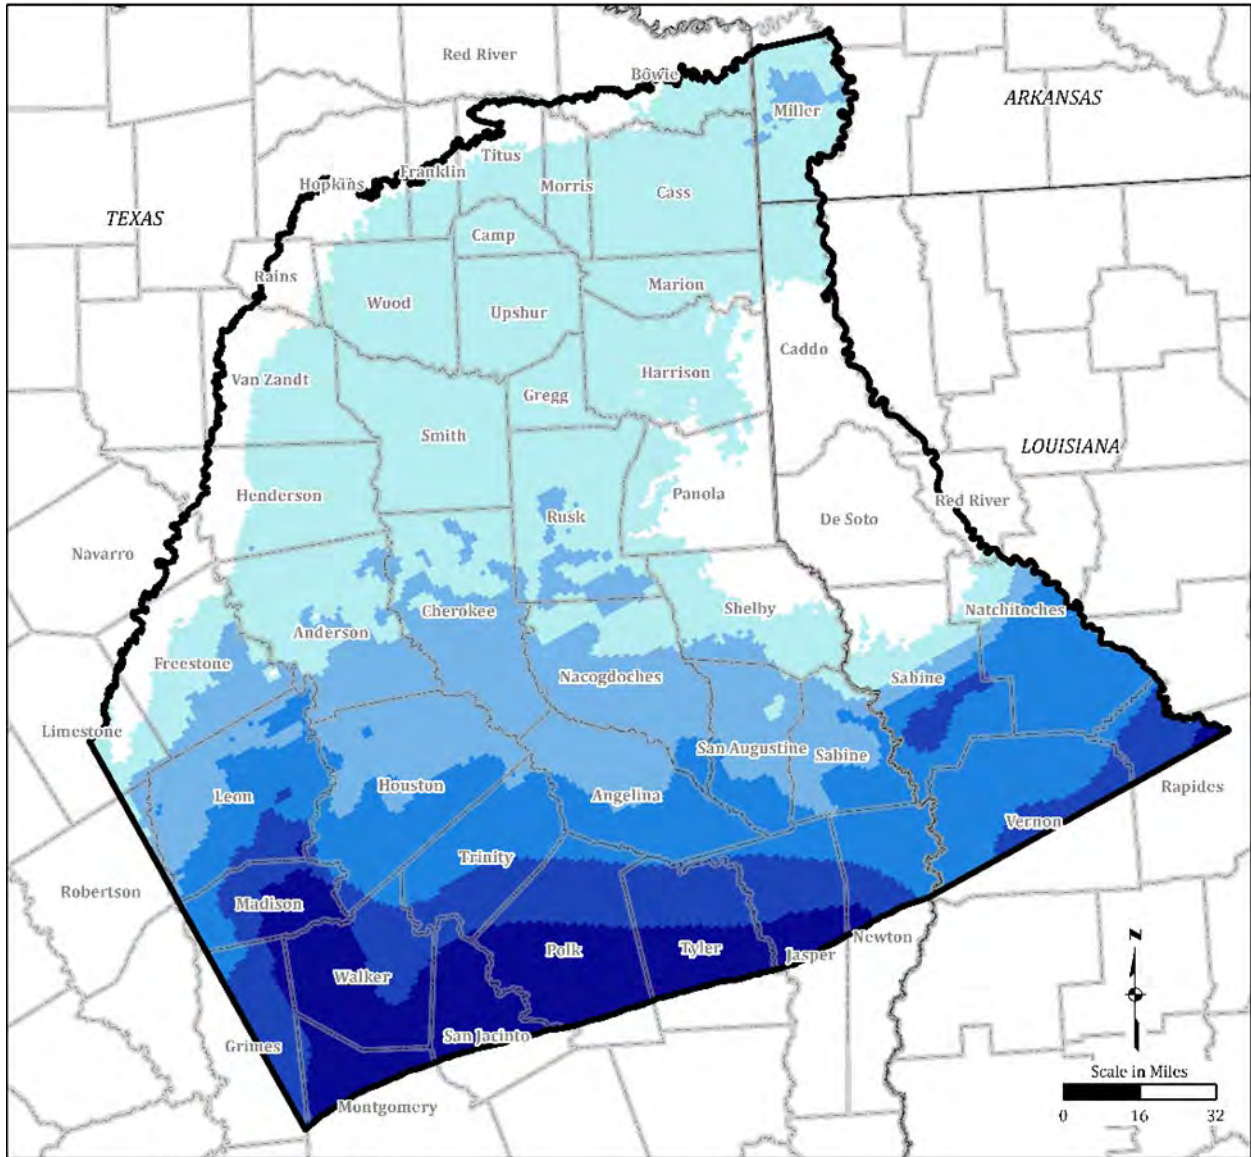 Red River
Bowie
ARKANSAS
Miller
Titus
Franklin
Hopkins
Morris
Cass
TEXAS
Camp
Rains
Marion
Wood
Upshur
Caddo
Van Zandt
Harrison
Gregg
Smith
LOUISIANA
Henderson
Panola
Red River
Rusk
De Soto
Navarro
Cherokee
Shelby
Natchitoches
Anderson
Freestone
Nacogdoches
Sabine
Limestone
San Augustine
Sabine
Houston
Leon
Angelina
Rapides
Vernon
Trinity
Robertson
Madison
Newton
Z
Polk
Tyler
Jasper
Walker
San Jacinto
Grimes
Scale in Miles
Montgomery
0 16 32